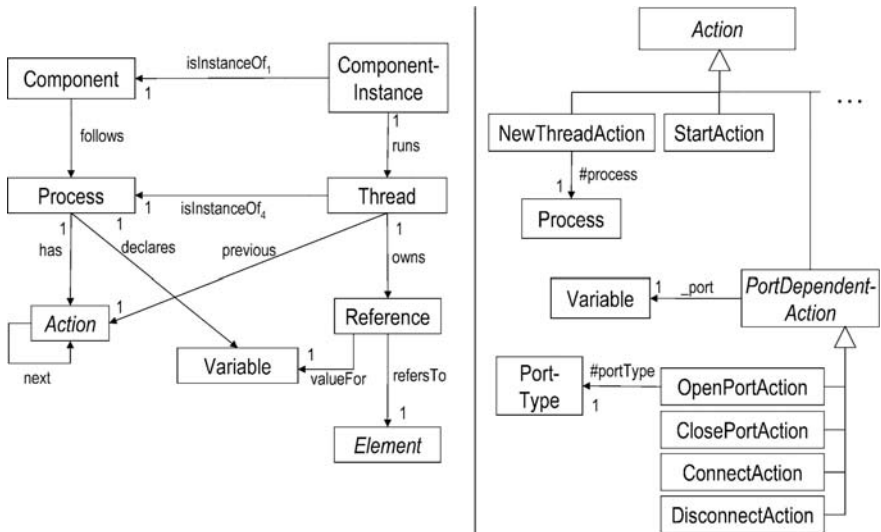 Component
isInstanceOf1
1
Component-
Instance
follows
1
runs
Process
1
isInstanceOf4
Thread
1
1
1
has
declares
previous
owns
1
Action
next
Variable
1
valueFor
Reference
refersTo
1
Element
Action
...
NewThreadAction
StartAction
#process
1
Process
Variable
1
_port
PortDependent-
Action
Port-
Type
#portType
1
OpenPortAction
ClosePortAction
ConnectAction
DisconnectAction